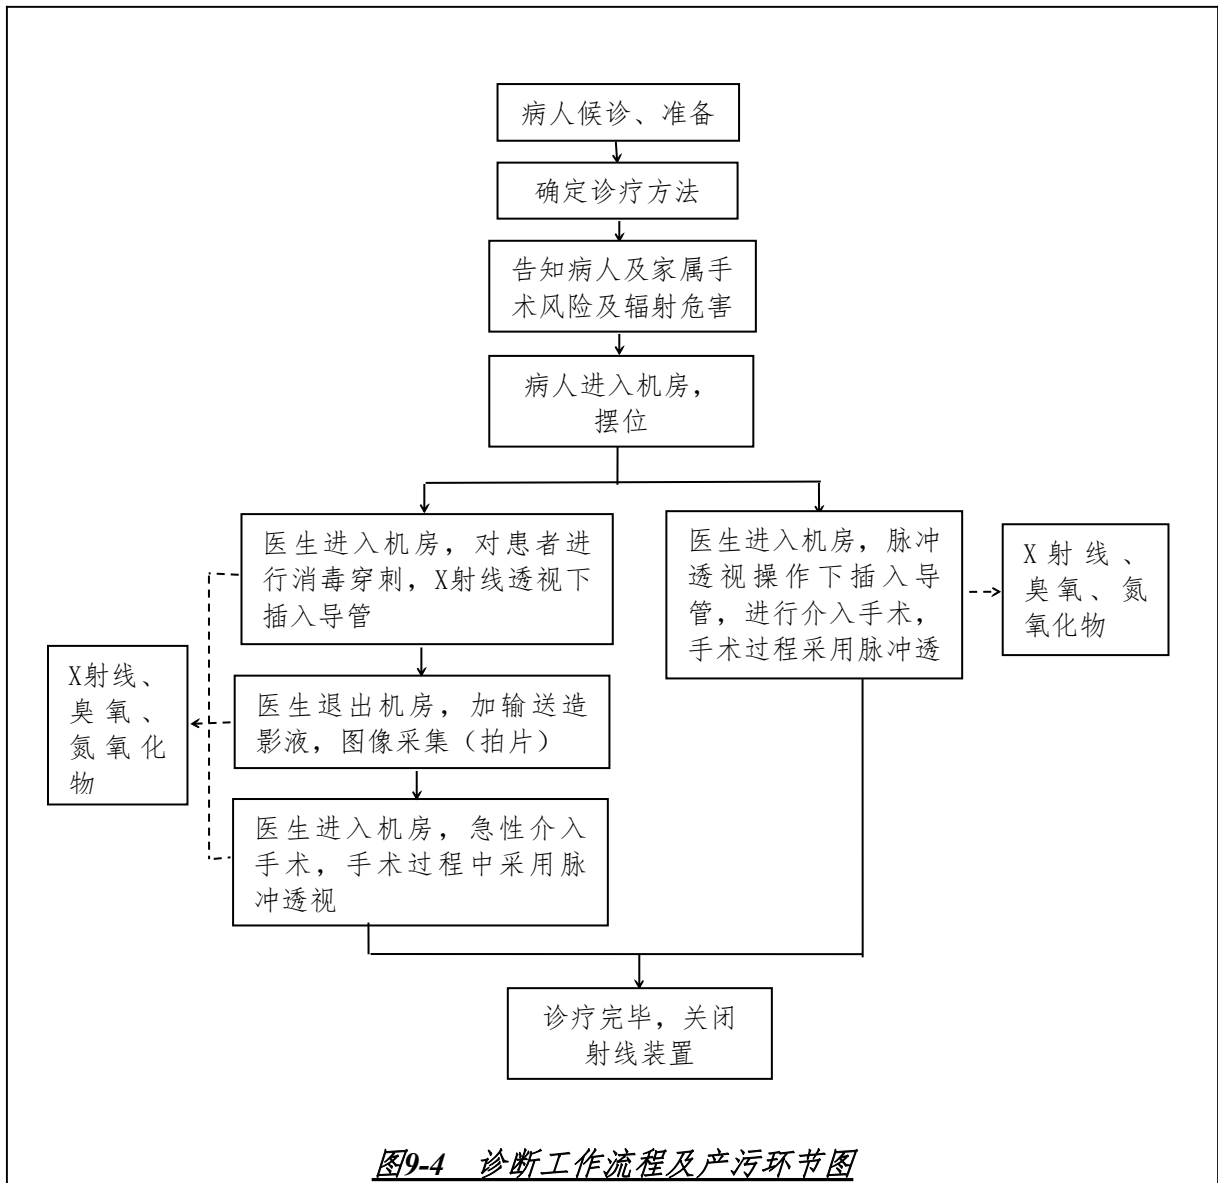 病人候诊、准备
确定诊疗方法
告知病人及家属手
术风险及辐射危害
病人进入机房，
摆位
医生进入机房，对患者进
行消毒穿刺，X射线透视下
插入导管
医生进入机房，脉冲
透视操作下插入导
管，进行介入手术，
手术过程采用脉冲透
X射线、
臭氧、氮
氧化物
X射线、
臭氧、
氮氧化
物
医生退出机房，加输送造
影液，图像采集（拍片）
医生进入机房，急性介入
手术，手术过程中采用脉
冲透视
诊疗完毕，关闭
射线装置
图9-4 诊断工作流程及产污环节图